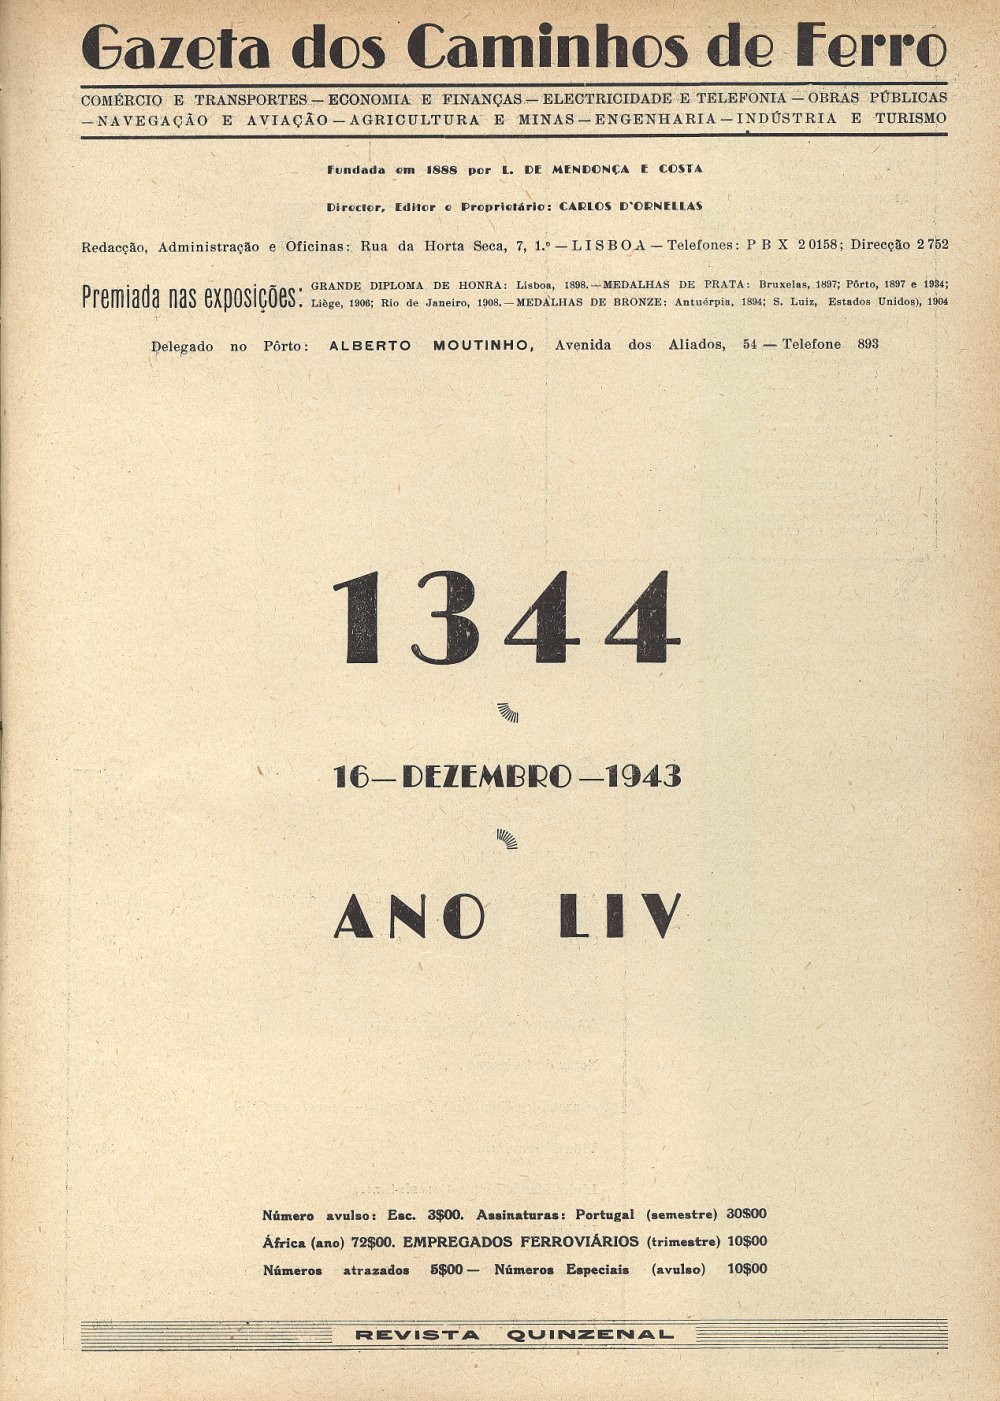 Gazeta dos Caminhos de Ferro
COMÉRCIO E TRANSPORTES — ECONOMIA E FINANÇAS — ELECTRICIDADE E TELEFONIA — OBRAS PÚBLICAS
— NAVEGAÇÃO E AVIAÇÃO — AGRICULTURA E MINAS — ENGENHARIA — INDÚSTRIA E TURISMO
Fundada em 1888 por L. DE MENDONÇA E COSTA
Director, Editor e Proprietário: CARLOS D'ORNELLAS
Redacção, Administração e Oficinas: Rua da Horta Seca, 7, 1.º — LISBOA — Telefones: P B X 20158; Direcção 2752
Premiada nas exposições: GRANDE DIPLOMA DE HONRA: Lisboa, 1898. — MEDALHAS DE PRATA: Bruxelas, 1897; Pôrto, 1897 e 1934;
Liège, 1906; Rio de Janeiro, 1908. — MEDALHAS DE BRONZE: Antuérpia, 1894; S. Luiz, Estados Unidos), 1904
Delegado no Pôrto: ALBERTO MOUTINHO, Avenida dos Aliados, 54 — Telefone 893
1344
16 — DEZEMBRO — 1943
ANO LIV
Número avulso: Esc. 3$00. Assinaturas: Portugal (semestre) 30$00
África (ano) 72$00. EMPREGADOS FERROVIÁRIOS (trimestre) 10$00
Números atrazados 5$00 — Números Especiais (avulso) 10$00
REVISTA QUINZENAL